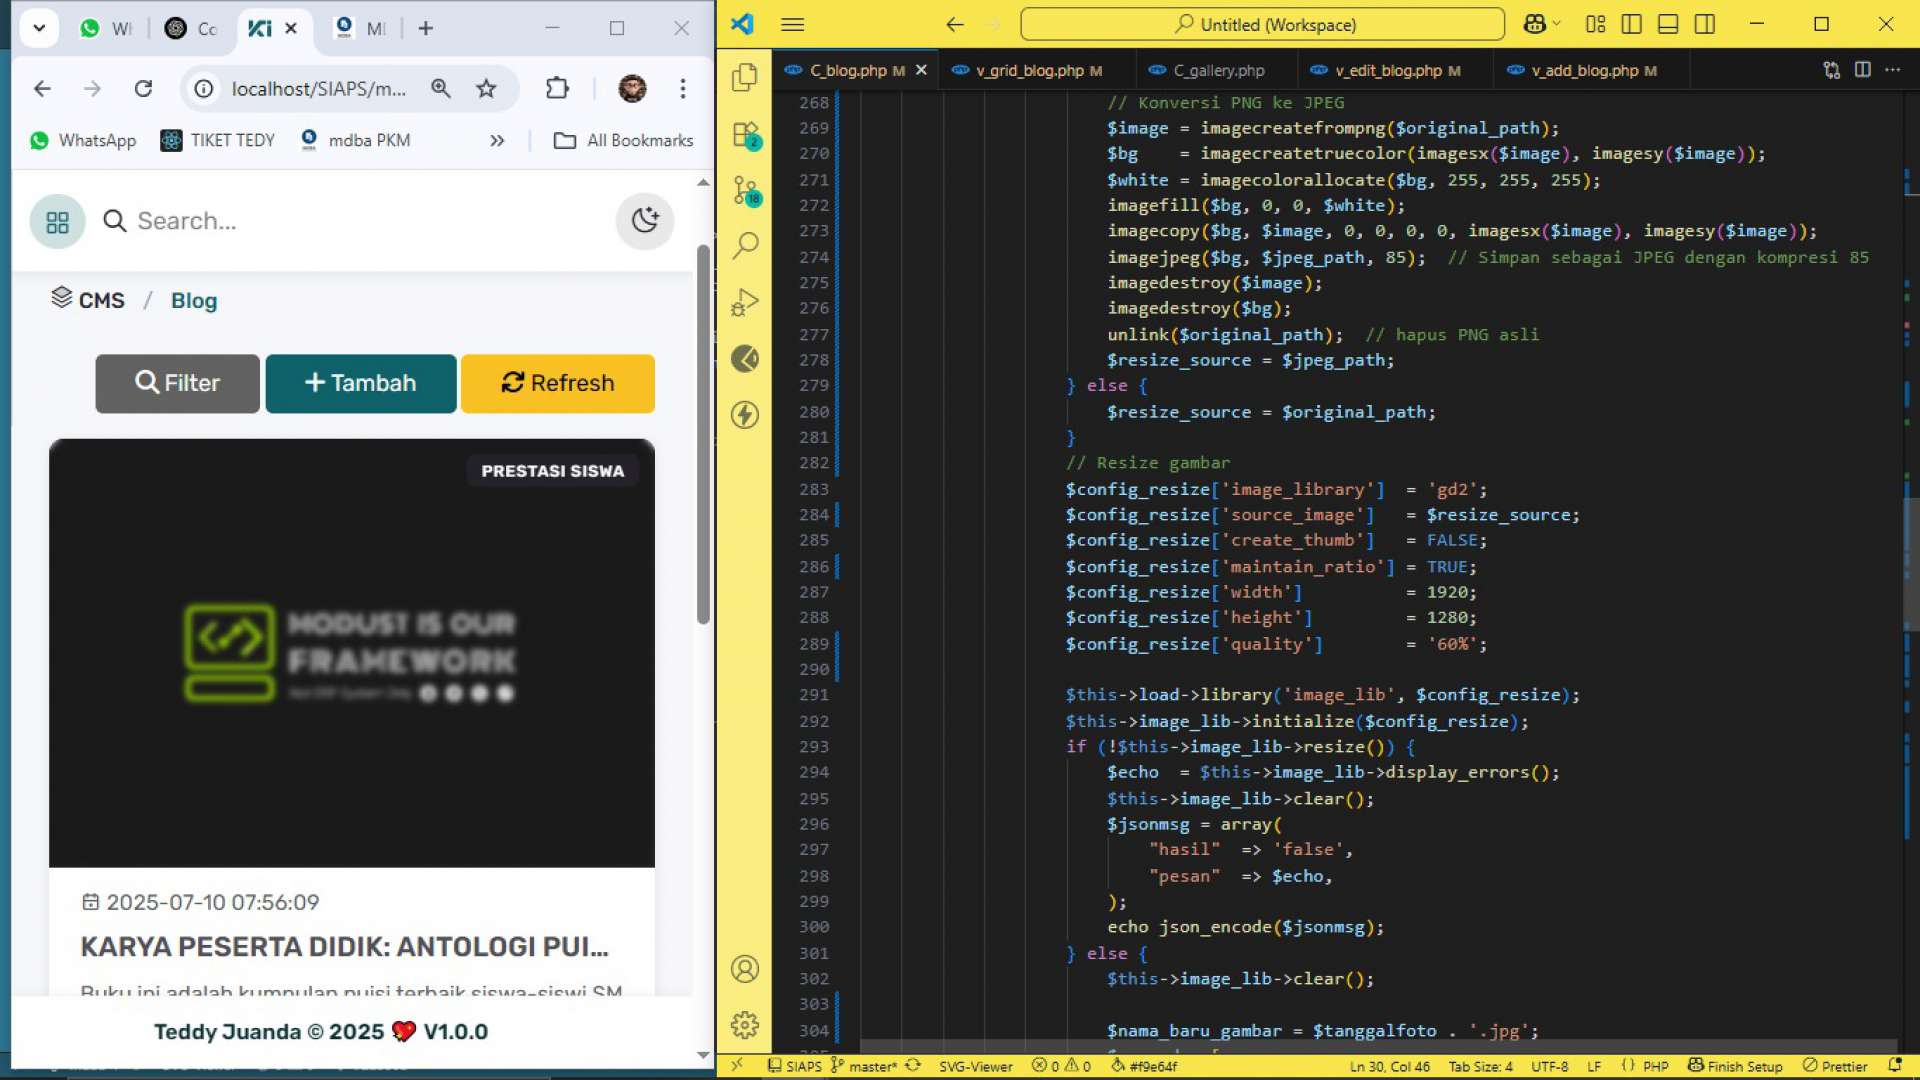 localhost/SIAPS/m...
WhatsApp
TIKET TEDY
mdba PKM
»
All Bookmarks
Search...
CMS / Blog
Filter
+ Tambah
Refresh
PRESTASI SISWA
MODUST IS OUR
FRAMEWORK
2025-07-10 07:56:09
KARYA PESERTA DIDIK: ANTOLOGI PUI...
Buku ini adalah kumpulan puisi terbaik siswa-siswi SM
Teddy Juanda © 2025 💖 V1.0.0
Untitled (Workspace)
C_blog.php M
v_grid_blog.php M
C_gallery.php
v_edit_blog.php M
v_add_blog.php M
2
18
268 // Konversi PNG ke JPEG
269 $image = imagecreatefrompng($original_path);
270 $bg    = imagecreatetruecolor(imagesx($image), imagesy($image));
271 $white = imagecolorallocate($bg, 255, 255, 255);
272 imagefill($bg, 0, 0, $white);
273 imagecopy($bg, $image, 0, 0, 0, 0, imagesx($image), imagesy($image));
274 imagejpeg($bg, $jpeg_path, 85);  // Simpan sebagai JPEG dengan kompresi 85
275 imagedestroy($image);
276 imagedestroy($bg);
277 unlink($original_path);  // hapus PNG asli
278 $resize_source = $jpeg_path;
279 } else {
280 $resize_source = $original_path;
281 }
282 // Resize gambar
283 $config_resize['image_library']  = 'gd2';
284 $config_resize['source_image']   = $resize_source;
285 $config_resize['create_thumb']   = FALSE;
286 $config_resize['maintain_ratio'] = TRUE;
287 $config_resize['width']          = 1920;
288 $config_resize['height']         = 1280;
289 $config_resize['quality']        = '60%';
290
291 $this->load->library('image_lib', $config_resize);
292 $this->image_lib->initialize($config_resize);
293 if (!$this->image_lib->resize()) {
294 $echo  = $this->image_lib->display_errors();
295 $this->image_lib->clear();
296 $jsonmsg = array(
297 "hasil"  => 'false',
298 "pesan"  => $echo,
299 );
300 echo json_encode($jsonmsg);
301 } else {
302 $this->image_lib->clear();
303
304 $nama_baru_gambar = $tanggalfoto . '.jpg';
SIAPS
master*
SVG-Viewer
0
0
#f9e64f
Ln 30, Col 46
Tab Size: 4
UTF-8
LF
{ } PHP
Finish Setup
Prettier